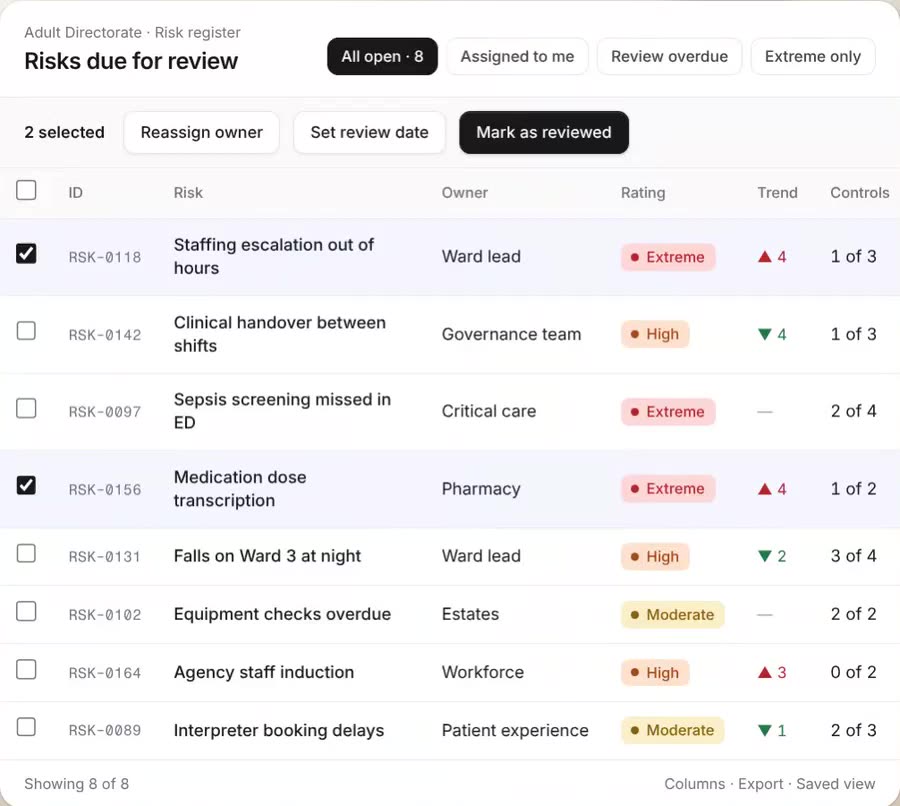 Adult Directorate · Risk register
Risks due for review
All open · 8
Assigned to me
Review overdue
Extreme only
2 selected
Reassign owner
Set review date
Mark as reviewed
ID Risk Owner Rating Trend Controls
RSK-0118 Staffing escalation out of Ward lead Extreme ▲ 4 1 of 3
hours
RSK-0142 Clinical handover between Governance team High ▼ 4 1 of 3
shifts
RSK-0097 Sepsis screening missed in Critical care Extreme — 2 of 4
ED
RSK-0156 Medication dose Pharmacy Extreme ▲ 4 1 of 2
transcription
RSK-0131 Falls on Ward 3 at night Ward lead High ▼ 2 3 of 4
RSK-0102 Equipment checks overdue Estates Moderate — 2 of 2
RSK-0164 Agency staff induction Workforce High ▲ 3 0 of 2
RSK-0089 Interpreter booking delays Patient experience Moderate ▼ 1 2 of 3
Showing 8 of 8
Columns · Export · Saved view